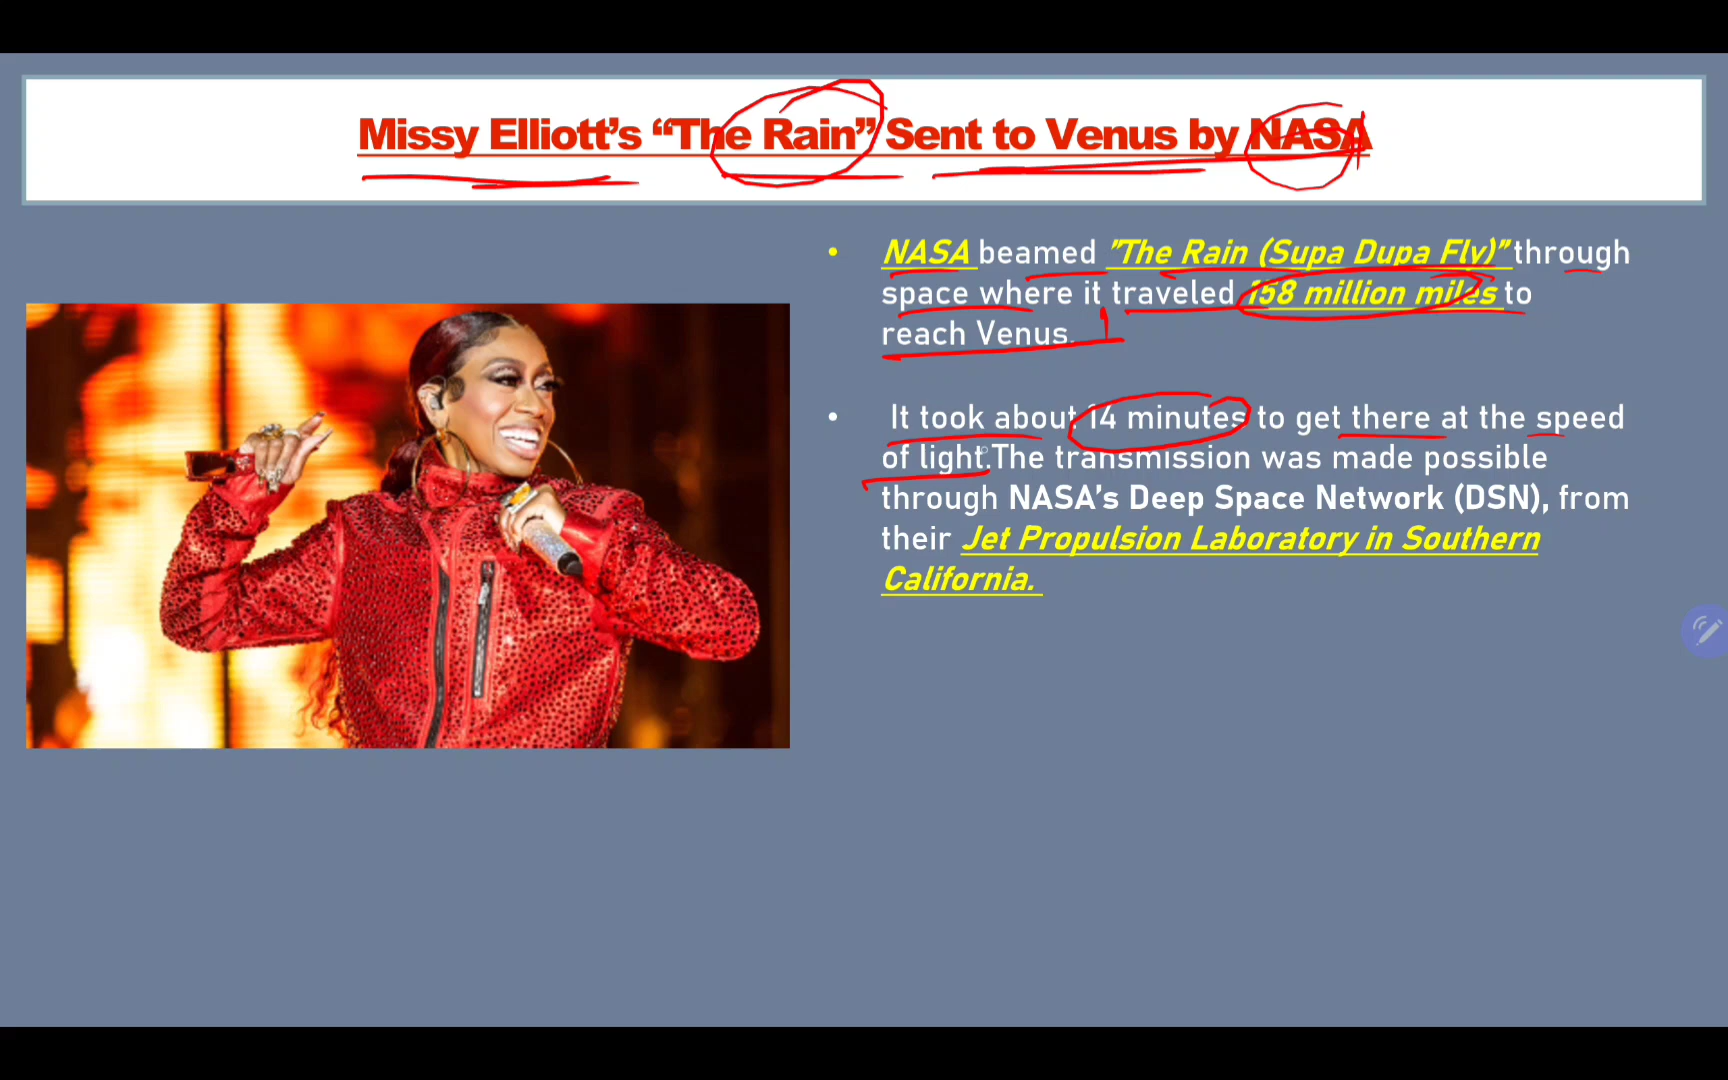 Missy Elliott’s “The Rain” Sent to Venus by NASA
• NASA beamed ”The Rain (Supa Dupa Fly)” through
space where it traveled 158 million miles to
reach Venus.
• It took about 14 minutes to get there at the speed
of light.The transmission was made possible
through NASA’s Deep Space Network (DSN), from
their Jet Propulsion Laboratory in Southern
California.